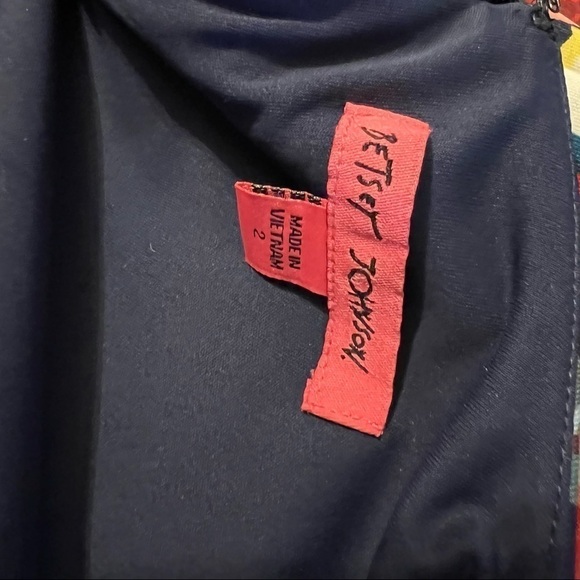 BETSEY JOHNSON.
MADE IN
VIETNAM
2